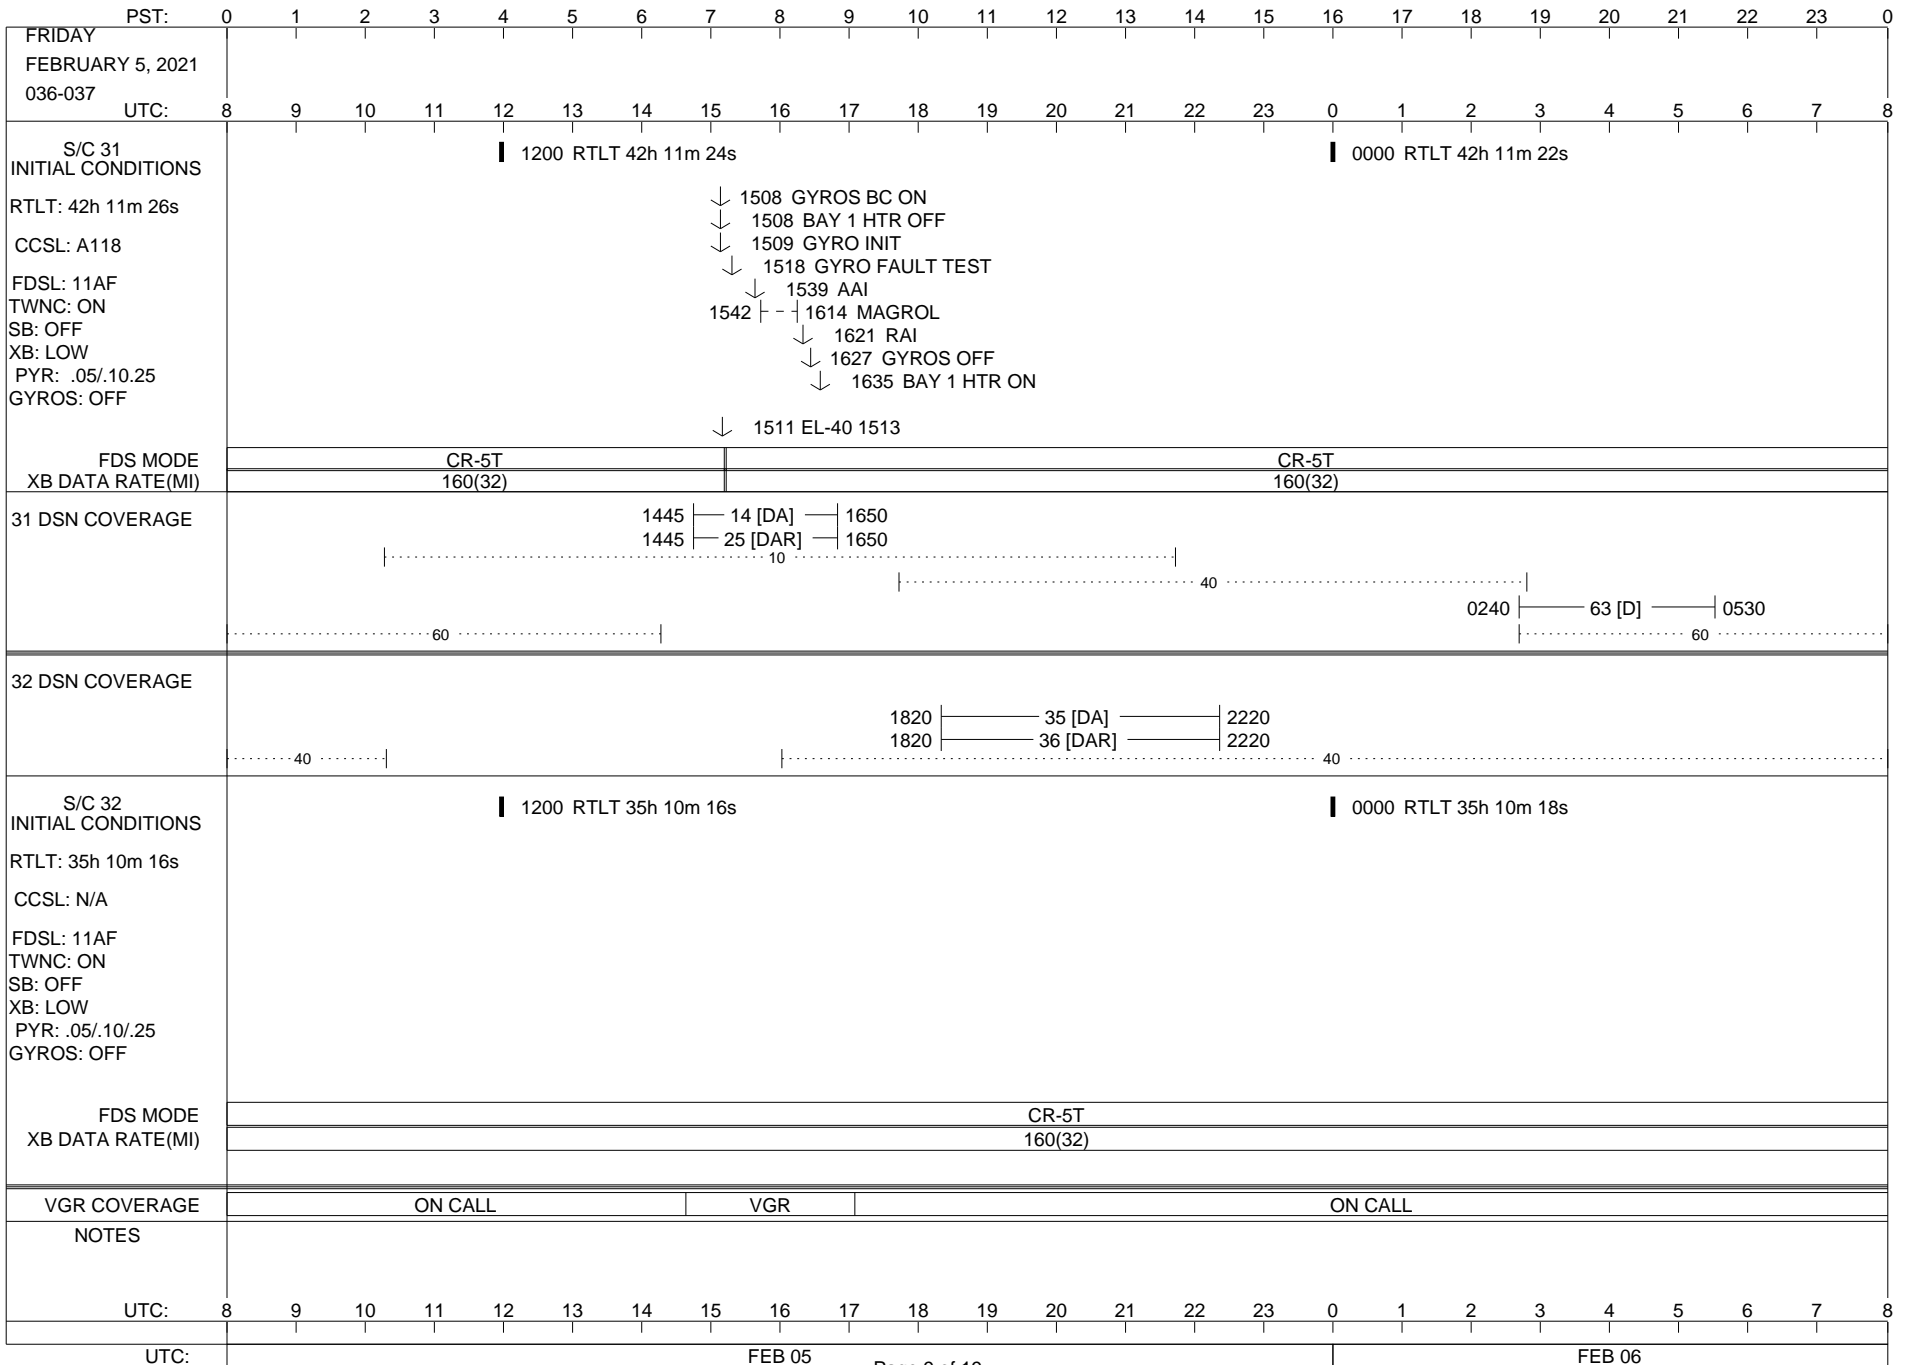 PST: 0 1 2 3 4 5 6 7 8 9 10 11 12 13 14 15 16 17 18 19 20 21 22 23 0
FRIDAY
FEBRUARY 5, 2021
036-037
UTC: 8 9 10 11 12 13 14 15 16 17 18 19 20 21 22 23 0 1 2 3 4 5 6 7 8
S/C 31
INITIAL CONDITIONS
RTLT: 42h 11m 26s
CCSL: A118
FDSL: 11AF
TWNC: ON
SB: OFF
XB: LOW
PYR: .05/.10.25
GYROS: OFF
1200 RTLT 42h 11m 24s
0000 RTLT 42h 11m 22s
1508 GYROS BC ON
1508 BAY 1 HTR OFF
1509 GYRO INIT
1518 GYRO FAULT TEST
1539 AAI
1542 1614 MAGROL
1621 RAI
1627 GYROS OFF
1635 BAY 1 HTR ON
1511 EL-40 1513
FDS MODE CR-5T CR-5T
XB DATA RATE(MI) 160(32) 160(32)
31 DSN COVERAGE
1445 14 [DA] 1650
1445 25 [DAR] 1650
10
40
0240 63 [D] 0530
60 60
32 DSN COVERAGE
1820 35 [DA] 2220
1820 36 [DAR] 2220
40 40
S/C 32
INITIAL CONDITIONS
RTLT: 35h 10m 16s
CCSL: N/A
FDSL: 11AF
TWNC: ON
SB: OFF
XB: LOW
PYR: .05/.10/.25
GYROS: OFF
1200 RTLT 35h 10m 16s
0000 RTLT 35h 10m 18s
FDS MODE CR-5T
XB DATA RATE(MI) 160(32)
VGR COVERAGE ON CALL VGR ON CALL
NOTES
UTC: 8 9 10 11 12 13 14 15 16 17 18 19 20 21 22 23 0 1 2 3 4 5 6 7 8
UTC: FEB 05 FEB 06